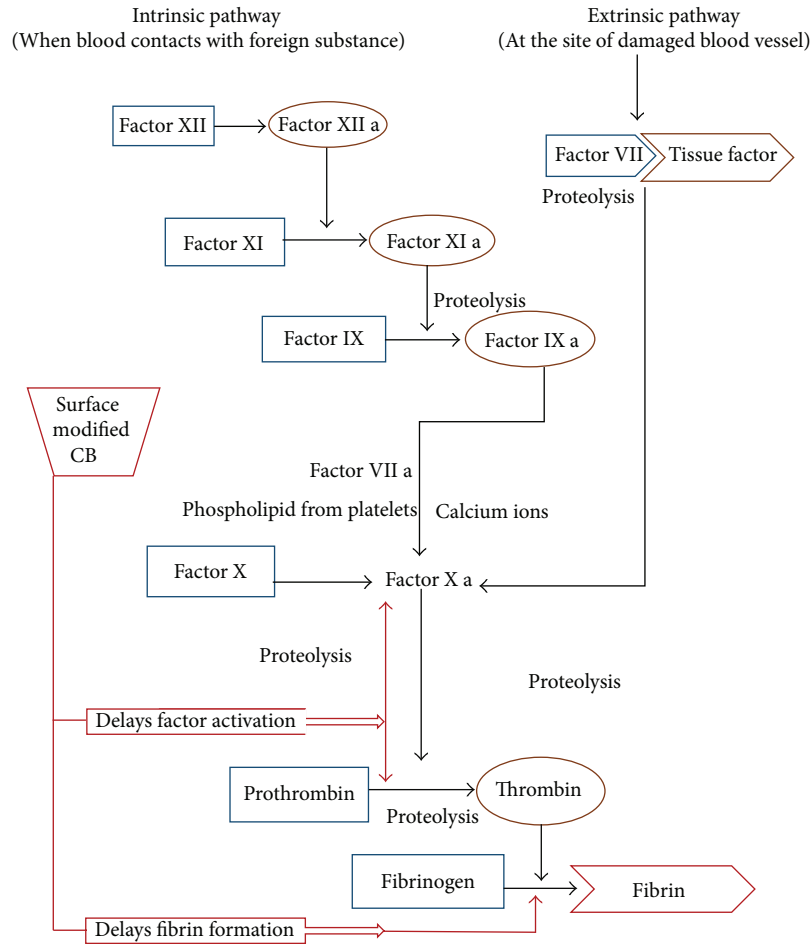 Intrinsic pathway
(When blood contacts with foreign substance)
Extrinsic pathway
(At the site of damaged blood vessel)
Factor XII
Factor XII a
Factor VII
Tissue factor
Proteolysis
Factor XI
Factor XI a
Proteolysis
Factor IX
Factor IX a
Surface
modified
CB
Factor VII a
Phospholipid from platelets
Calcium ions
Factor X
Factor X a
Proteolysis
Proteolysis
Delays factor activation
Prothrombin
Thrombin
Proteolysis
Fibrinogen
Fibrin
Delays fibrin formation